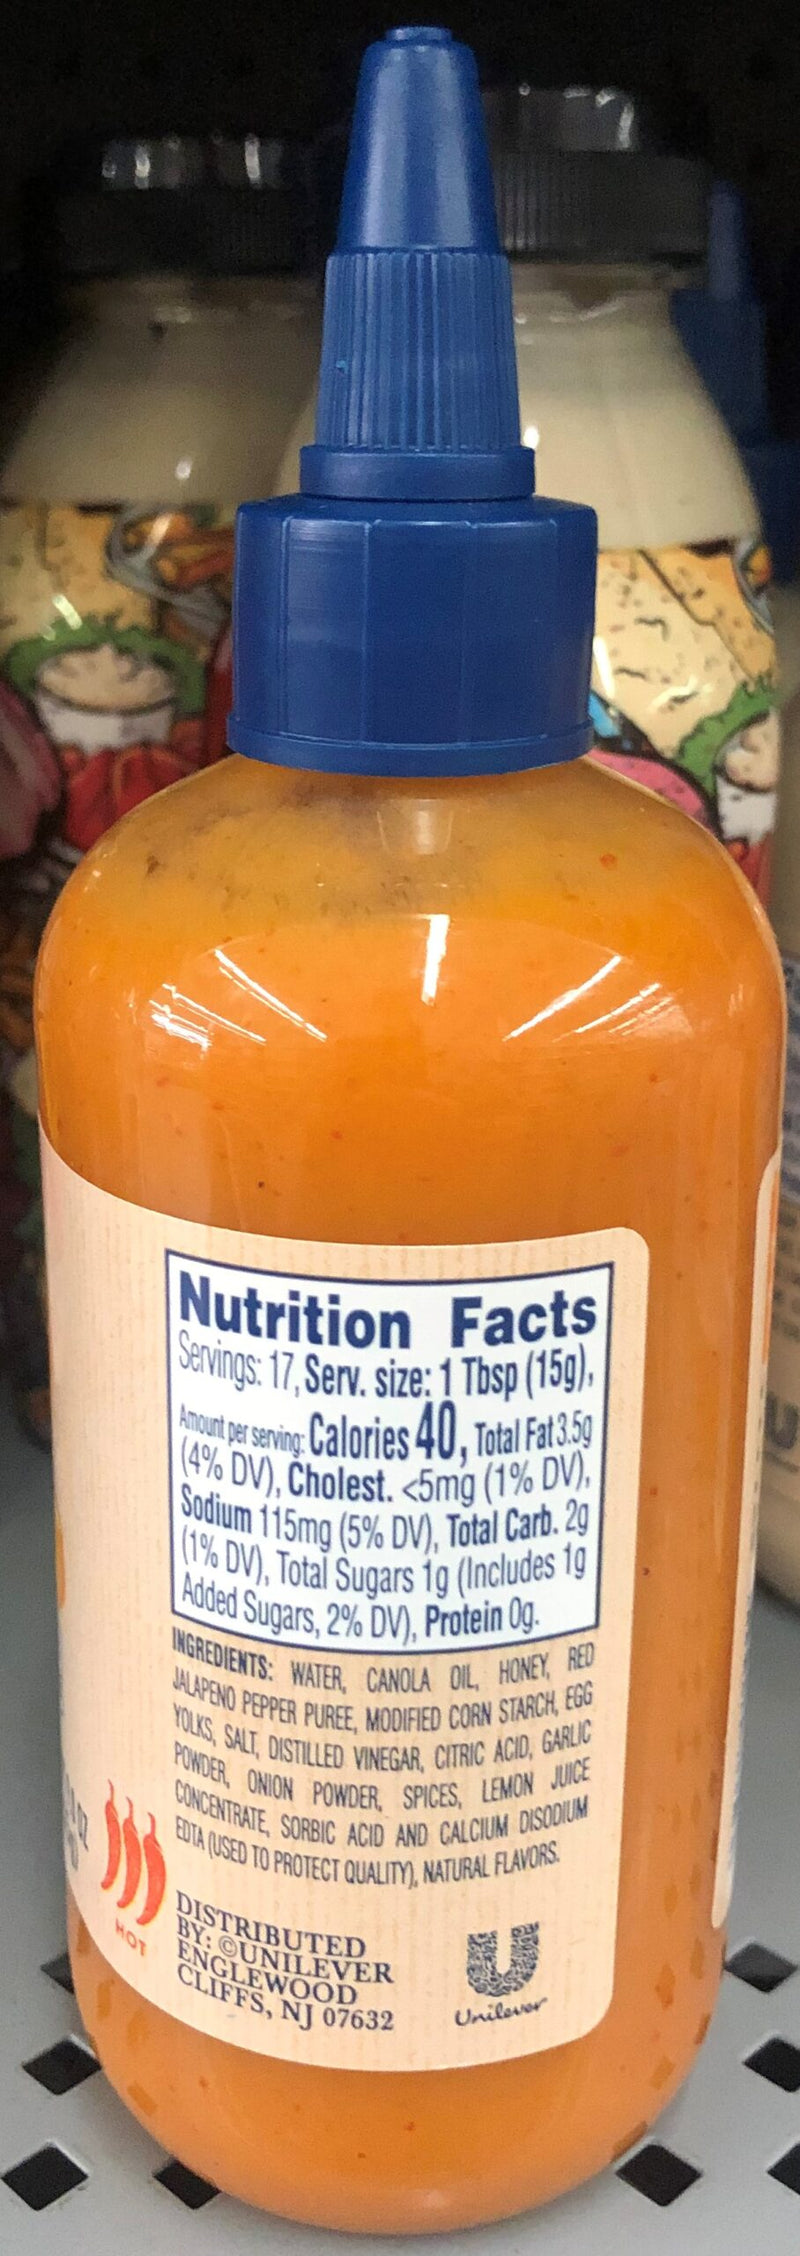 Nutrition Facts
Servings: 17, Serv. size: 1 Tbsp (15g),
Amount per serving: Calories 40, Total Fat 3.5g
(4% DV), Cholest. <5mg (1% DV),
Sodium 115mg (5% DV), Total Carb. 2g
(1% DV), Total Sugars 1g (Includes 1g
Added Sugars, 2% DV), Protein 0g.
INGREDIENTS: WATER, CANOLA OIL, HONEY, RED
JALAPENO PEPPER PUREE, MODIFIED CORN STARCH, EGG
YOLKS, SALT, DISTILLED VINEGAR, CITRIC ACID, GARLIC
POWDER, ONION POWDER, SPICES, LEMON JUICE
CONCENTRATE, SORBIC ACID AND CALCIUM DISODIUM
EDTA (USED TO PROTECT QUALITY), NATURAL FLAVORS.
OZ
HOT
DISTRIBUTED
BY: ©UNILEVER
ENGLEWOOD
CLIFFS, NJ 07632
Unilever